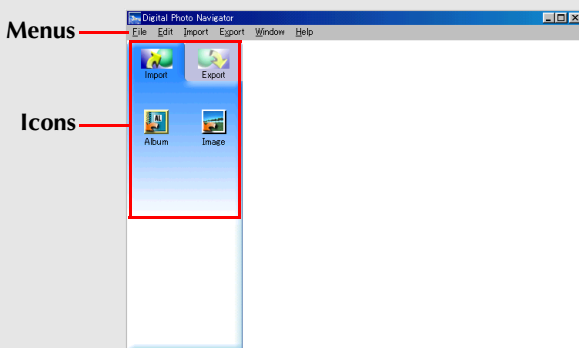 Digital Photo Navigator
Menus
File Edit Import Export Window Help
Import Export
Icons
Album Image